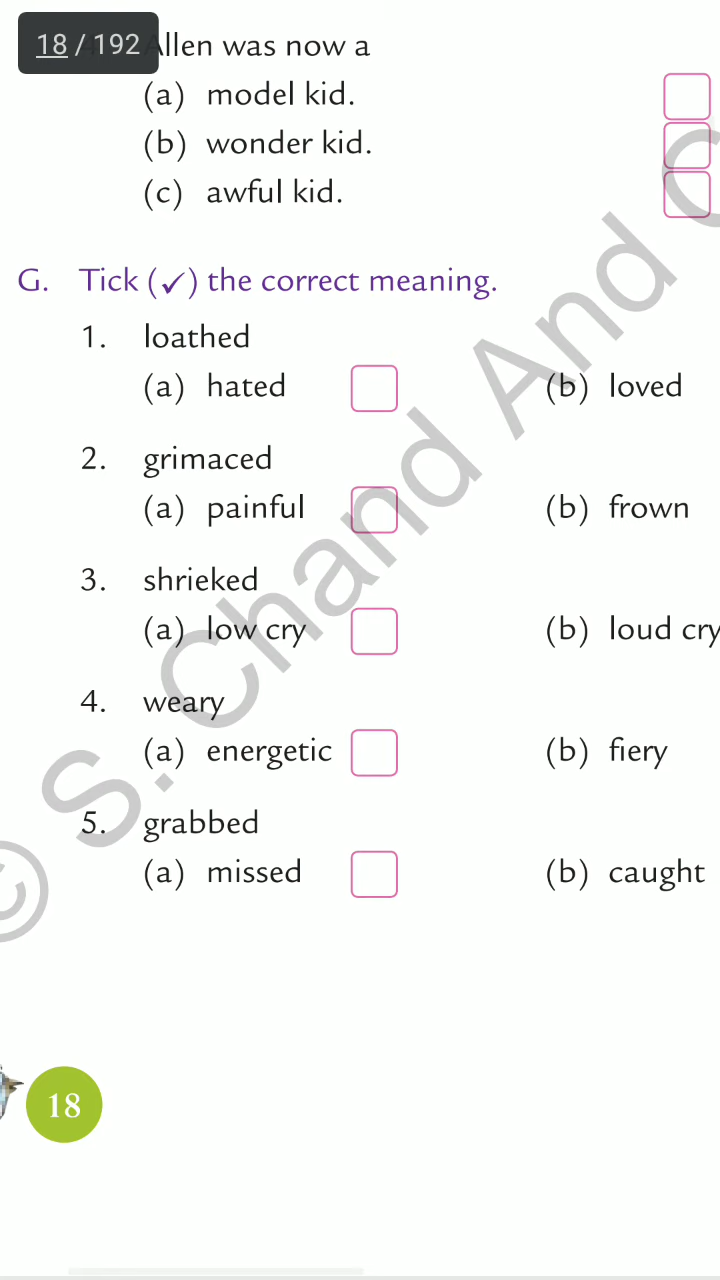 18 / 192
Allen was now a
(a) model kid.
(b) wonder kid.
(c) awful kid.
G. Tick (✓) the correct meaning.
1. loathed
(a) hated (b) loved
2. grimaced
(a) painful (b) frown
3. shrieked
(a) low cry (b) loud cry
4. weary
(a) energetic (b) fiery
5. grabbed
(a) missed (b) caught
© S. Chand And C
18